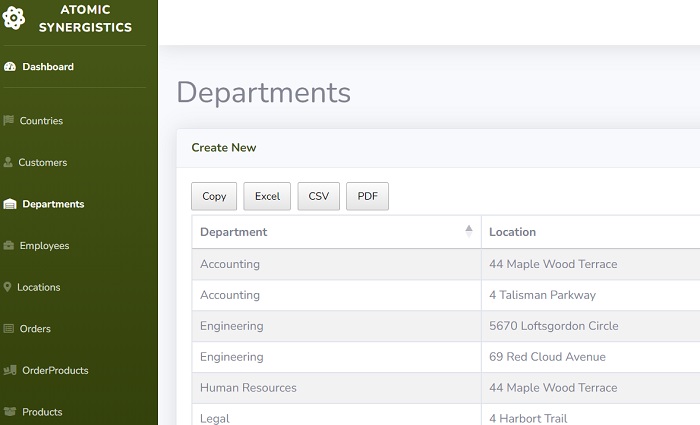 ATOMIC
SYNERGISTICS
Dashboard
Countries
Customers
Departments
Employees
Locations
Orders
OrderProducts
Products
Departments
Create New
Copy Excel CSV PDF
Department Location
Accounting 44 Maple Wood Terrace
Accounting 4 Talisman Parkway
Engineering 5670 Loftsgordon Circle
Engineering 69 Red Cloud Avenue
Human Resources 44 Maple Wood Terrace
Legal 4 Harbort Trail